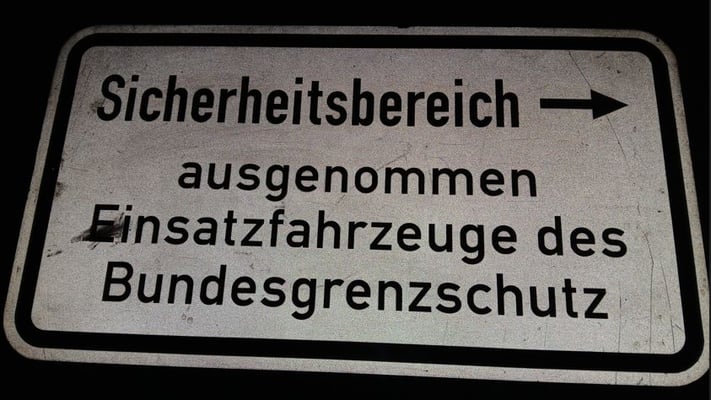 Sicherheitsbereich →
ausgenommen
Einsatzfahrzeuge des
Bundesgrenzschutz